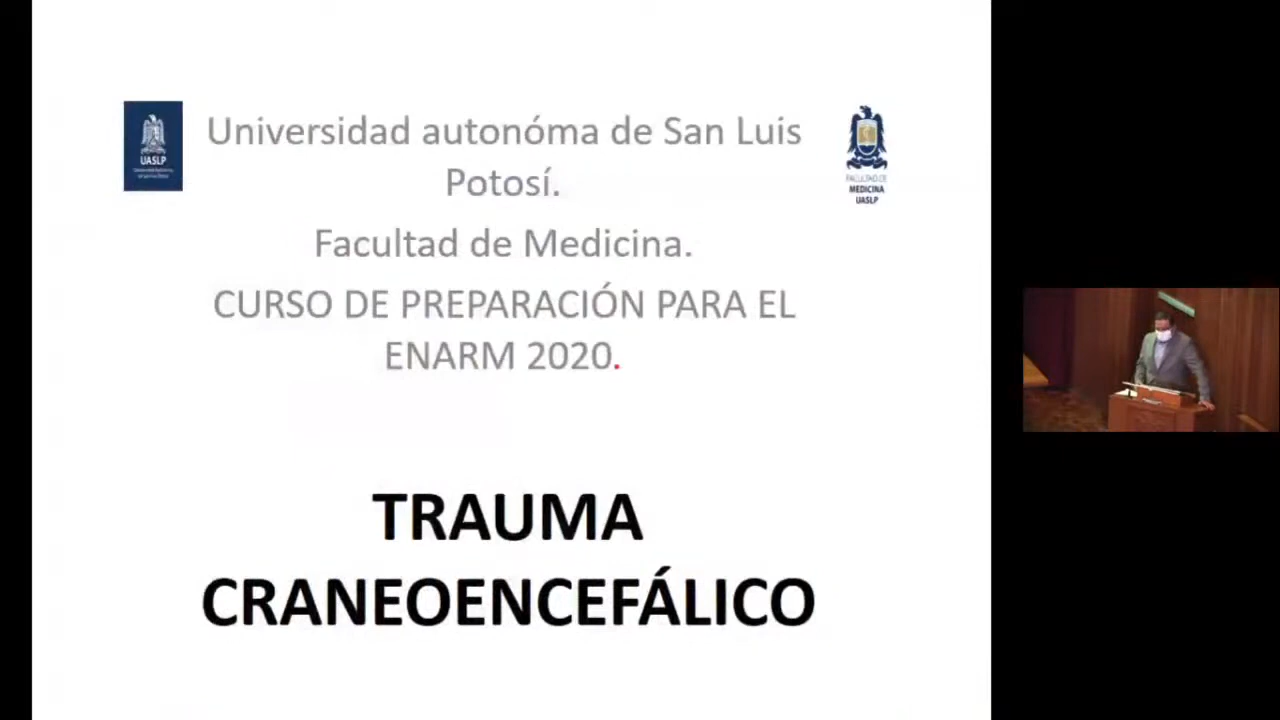 Universidad autonóma de San Luis
Potosí.
Facultad de Medicina.
CURSO DE PREPARACIÓN PARA EL
ENARM 2020.
UASLP
FACULTAD DE
MEDICINA
UASLP
TRAUMA
CRANEOENCEFÁLICO